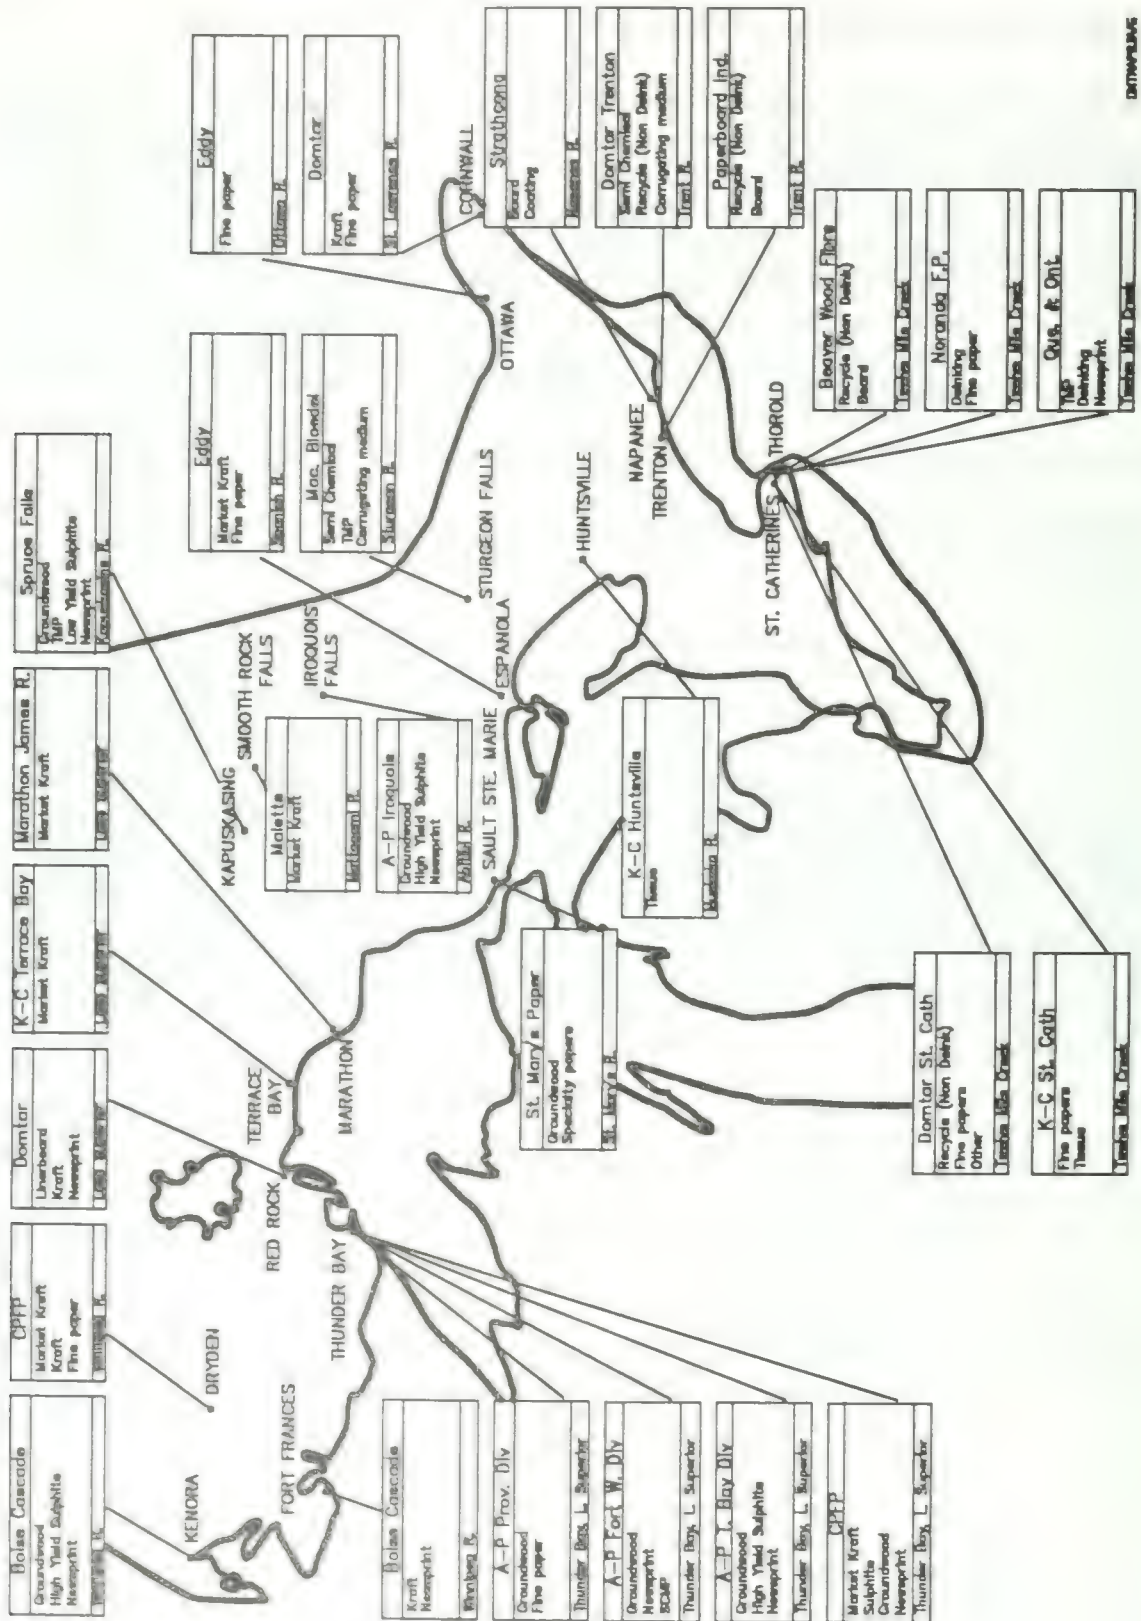 Boise Cascade
Groundwood
High Yield Sulphite
Newsprint
CPFP
Market Kraft
Kraft
Fine paper
Domtar
Linerboard
Kraft
Newsprint
K-C Terrace Bay
Market Kraft
Marathon James R.
Market Kraft
Spruce Falls
Groundwood
TMP
Low Yield Sulphite
Newsprint
Kapuskasing R.
Eddy
Market Kraft
Fine paper
Spanish R.
Mac. Bloedel
Semi Chemical
TMP
Corrugating medium
Sturgeon R.
Eddy
Fine paper
Ottawa R.
Domtar
Kraft
Fine paper
St. Lawrence R.
KENORA
DRYDEN
FORT FRANCES
THUNDER BAY
RED ROCK
TERRACE
BAY
MARATHON
KAPUSKASING
SMOOTH ROCK
FALLS
IROQUOIS
FALLS
SAULT STE. MARIE
ESPANOLA
STURGEON FALLS
HUNTSVILLE
OTTAWA
CORNWALL
NAPANEE
TRENTON
ST. CATHERINES
THOROLD
Malette
Market Kraft
Mattagami R.
A-P Iroquois
Groundwood
High Yield Sulphite
Newsprint
Abitibi R.
Strathcona
Board
Coating
Napanee R.
Domtar Trenton
Semi Chemical
Recycle (Non Deink)
Corrugating medium
Trent R.
Paperboard Ind.
Recycle (Non Deink)
Board
Trent R.
Boise Cascade
Kraft
Newsprint
Winnipeg R.
A-P Prov. Div
Groundwood
Fine paper
Thunder Bay, L. Superior
A-P Fort W. Div
Groundwood
Newsprint
Thunder Bay, L. Superior
A-P T. Bay Div
Groundwood
High Yield Sulphite
Newsprint
Thunder Bay, L. Superior
CPFP
Market Kraft
Sulphite
Groundwood
Newsprint
Thunder Bay, L. Superior
St. Mary's Paper
Groundwood
Specialty papers
St. Mary's R.
K-C Huntsville
Tissue
Muskoka R.
Domtar St. Cath
Recycle (Non Deink)
Fine papers
Other
Twelve Mile Creek
K-C St. Cath
Fine papers
Tissue
Twelve Mile Creek
Beaver Wood Fibre
Recycle (Non Deink)
Board
Twelve Mile Creek
Noranda F.P.
Deinking
Fine paper
Twelve Mile Creek
Que. & Ont.
TMP
Deinking
Newsprint
Twelve Mile Creek